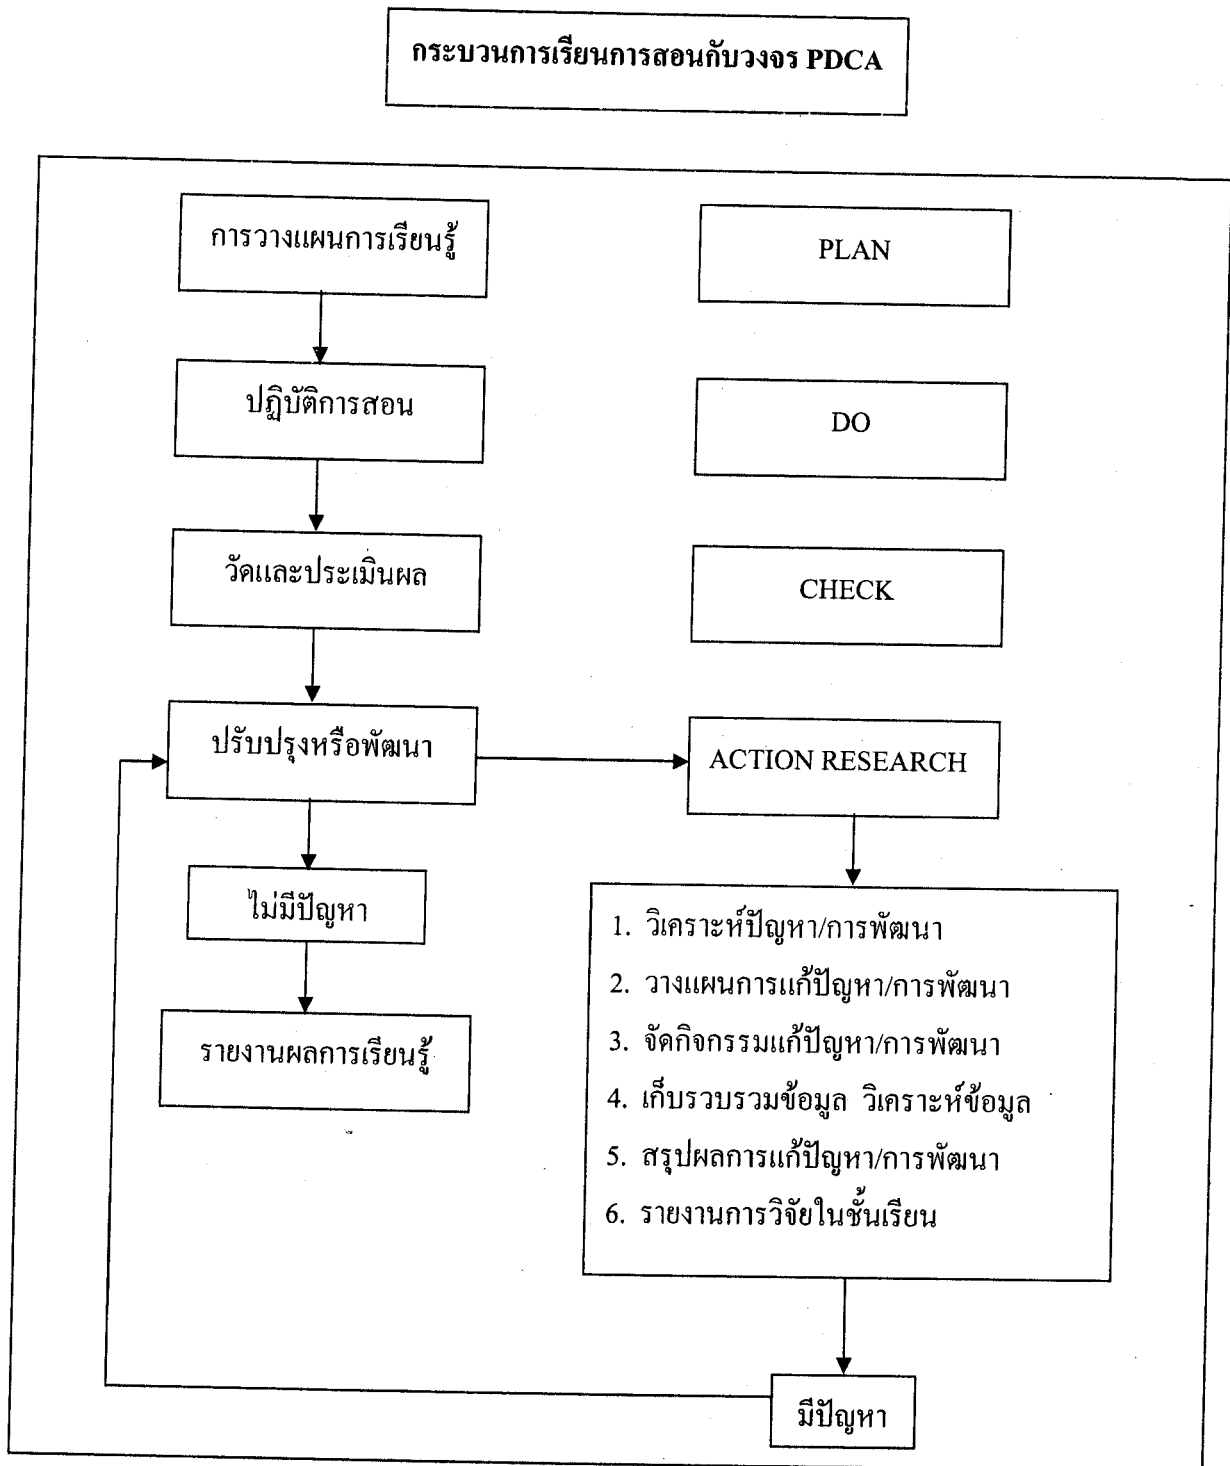 กระบวนการเรียนการสอนกับวงจร PDCA
การวางแผนการเรียนรู้
PLAN
ปฏิบัติการสอน
DO
วัดและประเมินผล
CHECK
ปรับปรุงหรือพัฒนา
ACTION RESEARCH
ไม่มีปัญหา
รายงานผลการเรียนรู้
1. วิเคราะห์ปัญหา/การพัฒนา
2. วางแผนการแก้ปัญหา/การพัฒนา
3. จัดกิจกรรมแก้ปัญหา/การพัฒนา
4. เก็บรวบรวมข้อมูล วิเคราะห์ข้อมูล
5. สรุปผลการแก้ปัญหา/การพัฒนา
6. รายงานการวิจัยในชั้นเรียน
มีปัญหา